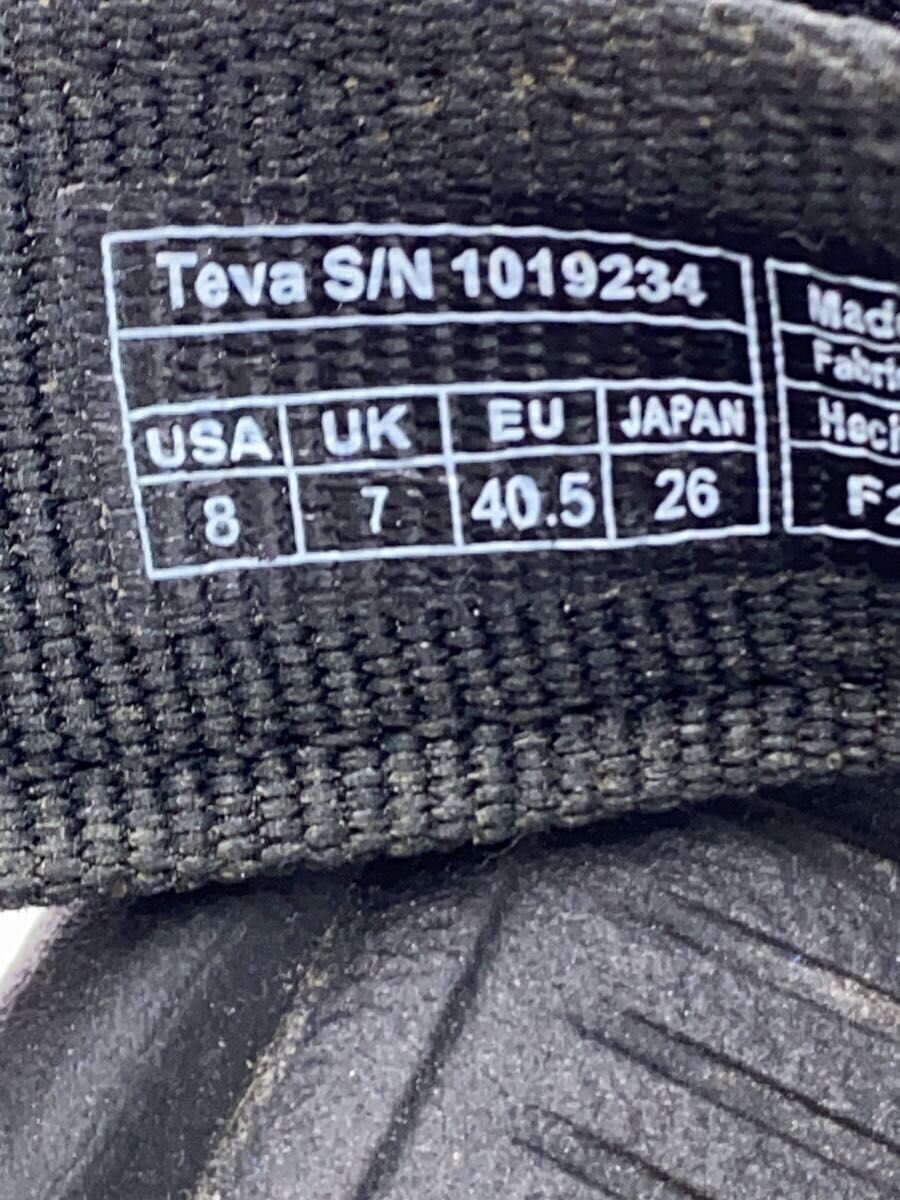 Teva S/N 1019234
USA UK EU JAPAN
8 7 40.5 26